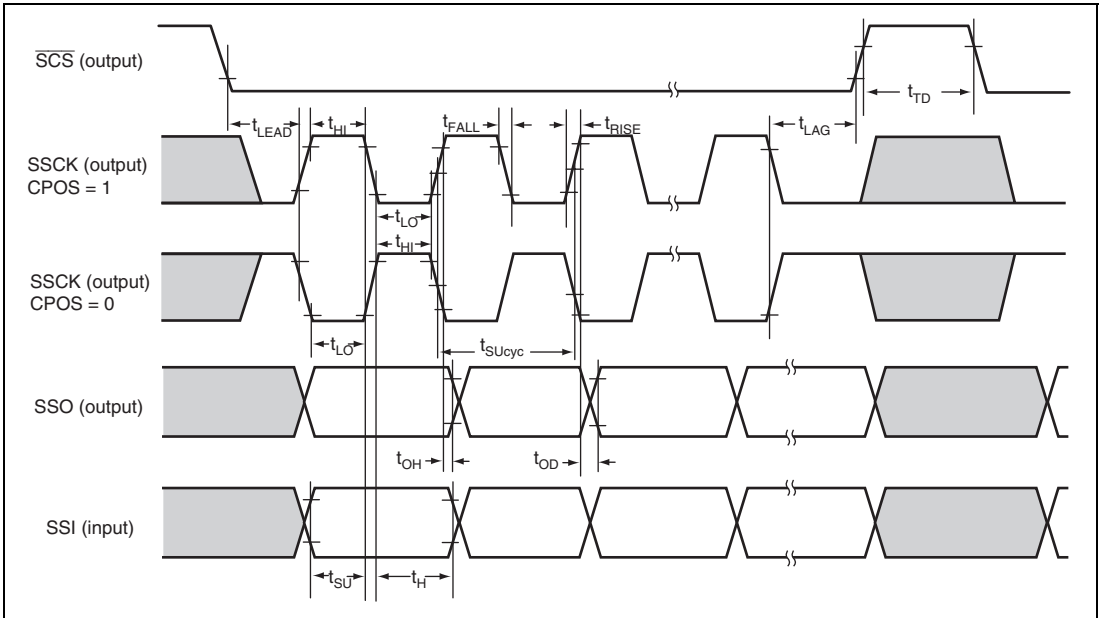 SCS (output)
tTD
tLEAD tHI tFALL tRISE tLAG
SSCK (output)
CPOS = 1
tLO
tHI
SSCK (output)
CPOS = 0
tLO
tSUcyc
SSO (output)
tOH tOD
SSI (input)
tSU tH